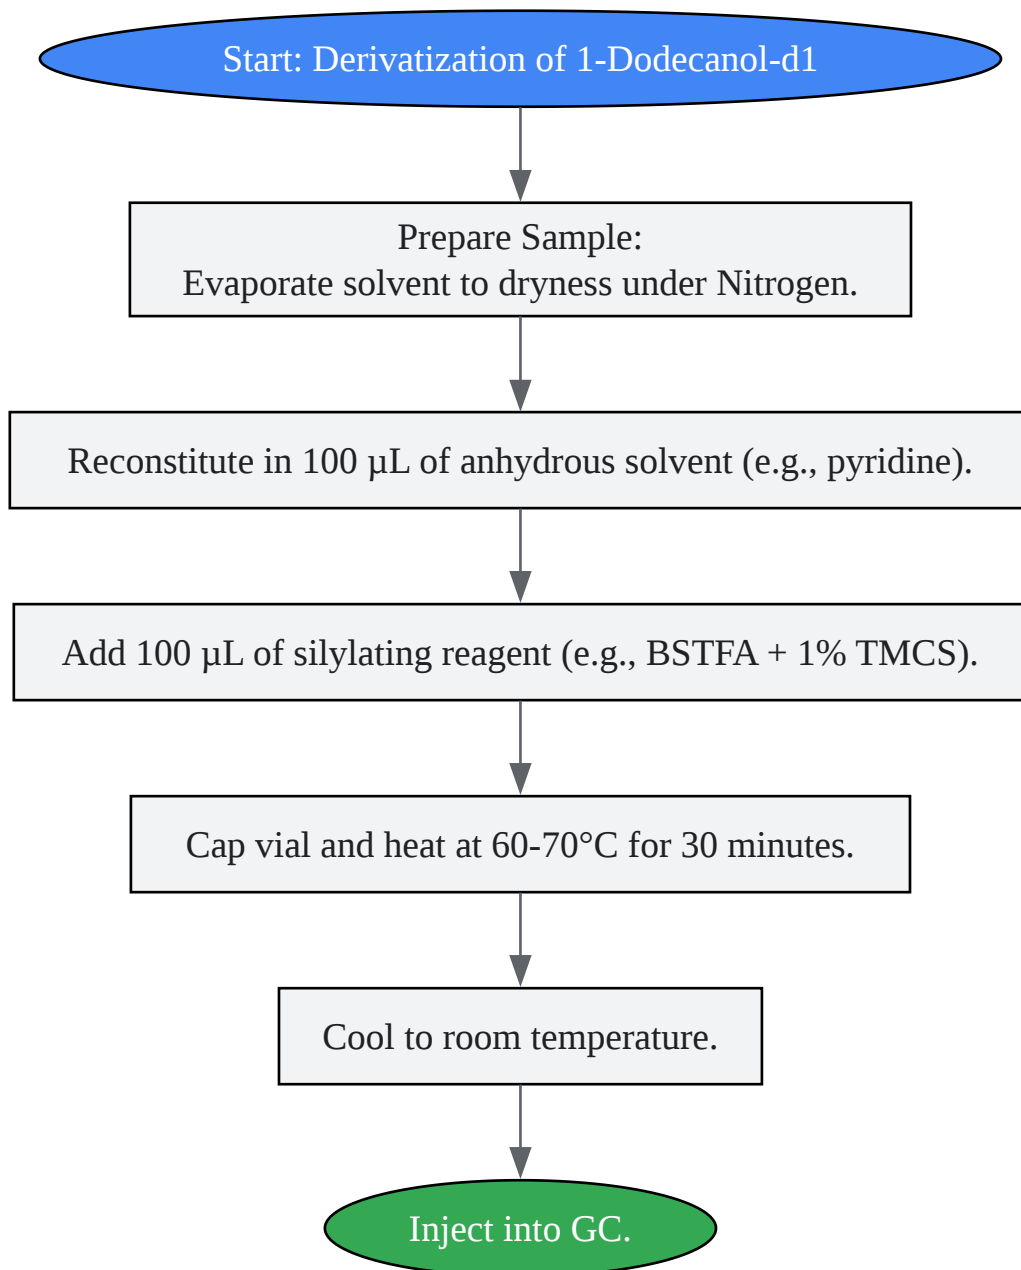 Start: Derivatization of 1-Dodecanol-d1
Prepare Sample:
Evaporate solvent to dryness under Nitrogen.
Reconstitute in 100 µL of anhydrous solvent (e.g., pyridine).
Add 100 µL of silylating reagent (e.g., BSTFA + 1% TMCS).
Cap vial and heat at 60-70°C for 30 minutes.
Cool to room temperature.
Inject into GC.